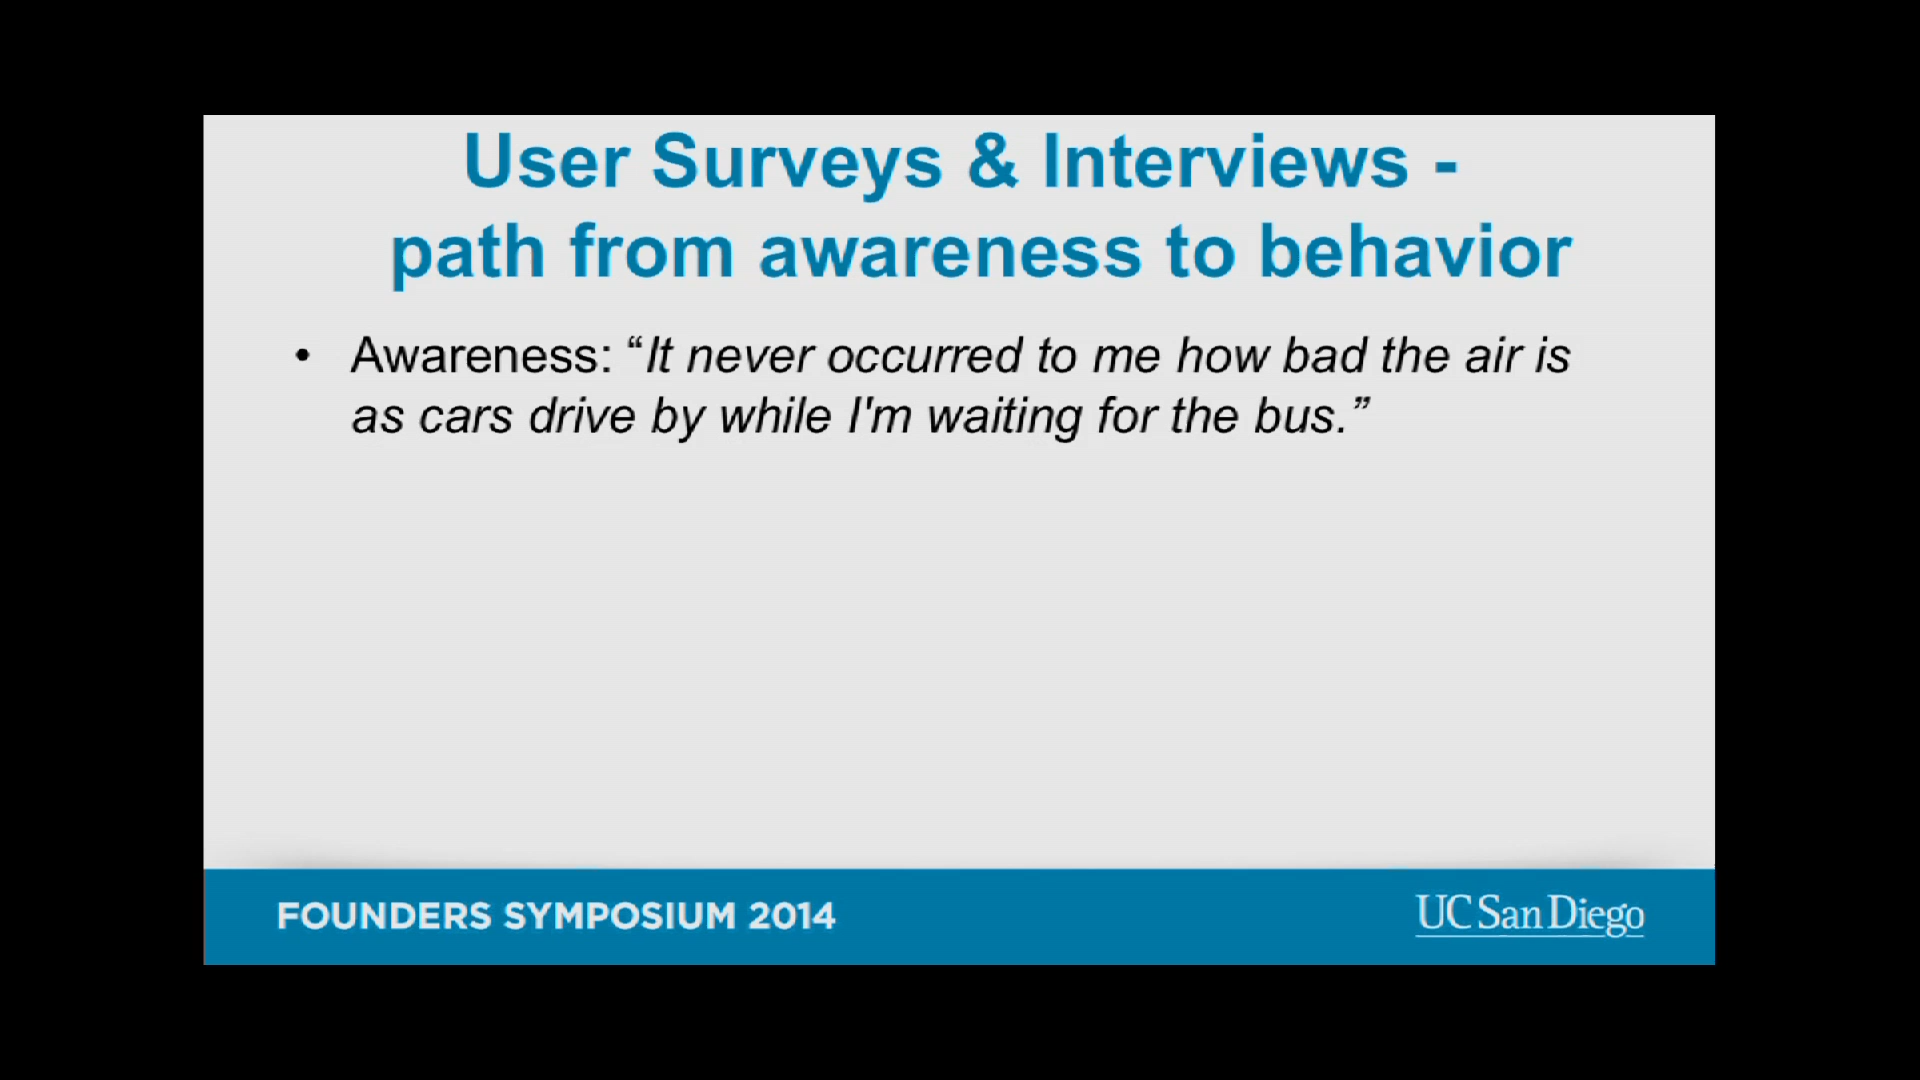 User Surveys & Interviews -
path from awareness to behavior
• Awareness: “It never occurred to me how bad the air is
as cars drive by while I'm waiting for the bus.”
FOUNDERS SYMPOSIUM 2014
UC San Diego